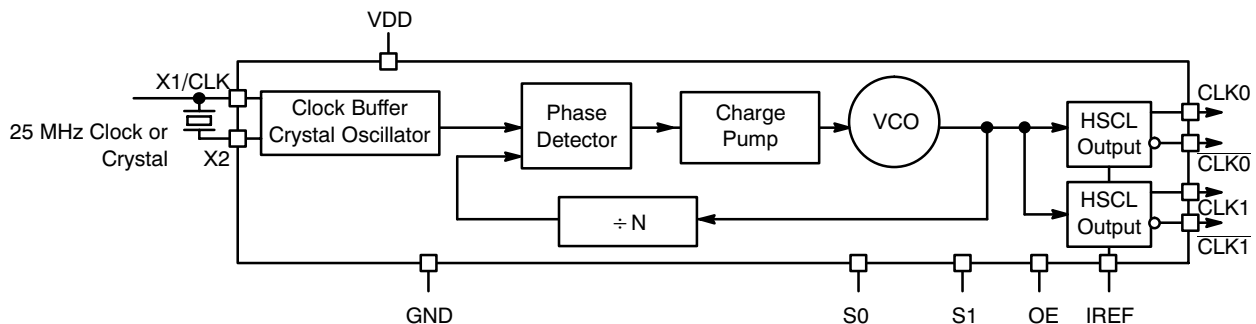 VDD
X1/CLK
25 MHz Clock or
Crystal
X2
Clock Buffer
Crystal Oscillator
Phase
Detector
Charge
Pump
VCO
÷ N
HSCL
Output
HSCL
Output
CLK0
CLK0
CLK1
CLK1
GND
S0
S1
OE
IREF